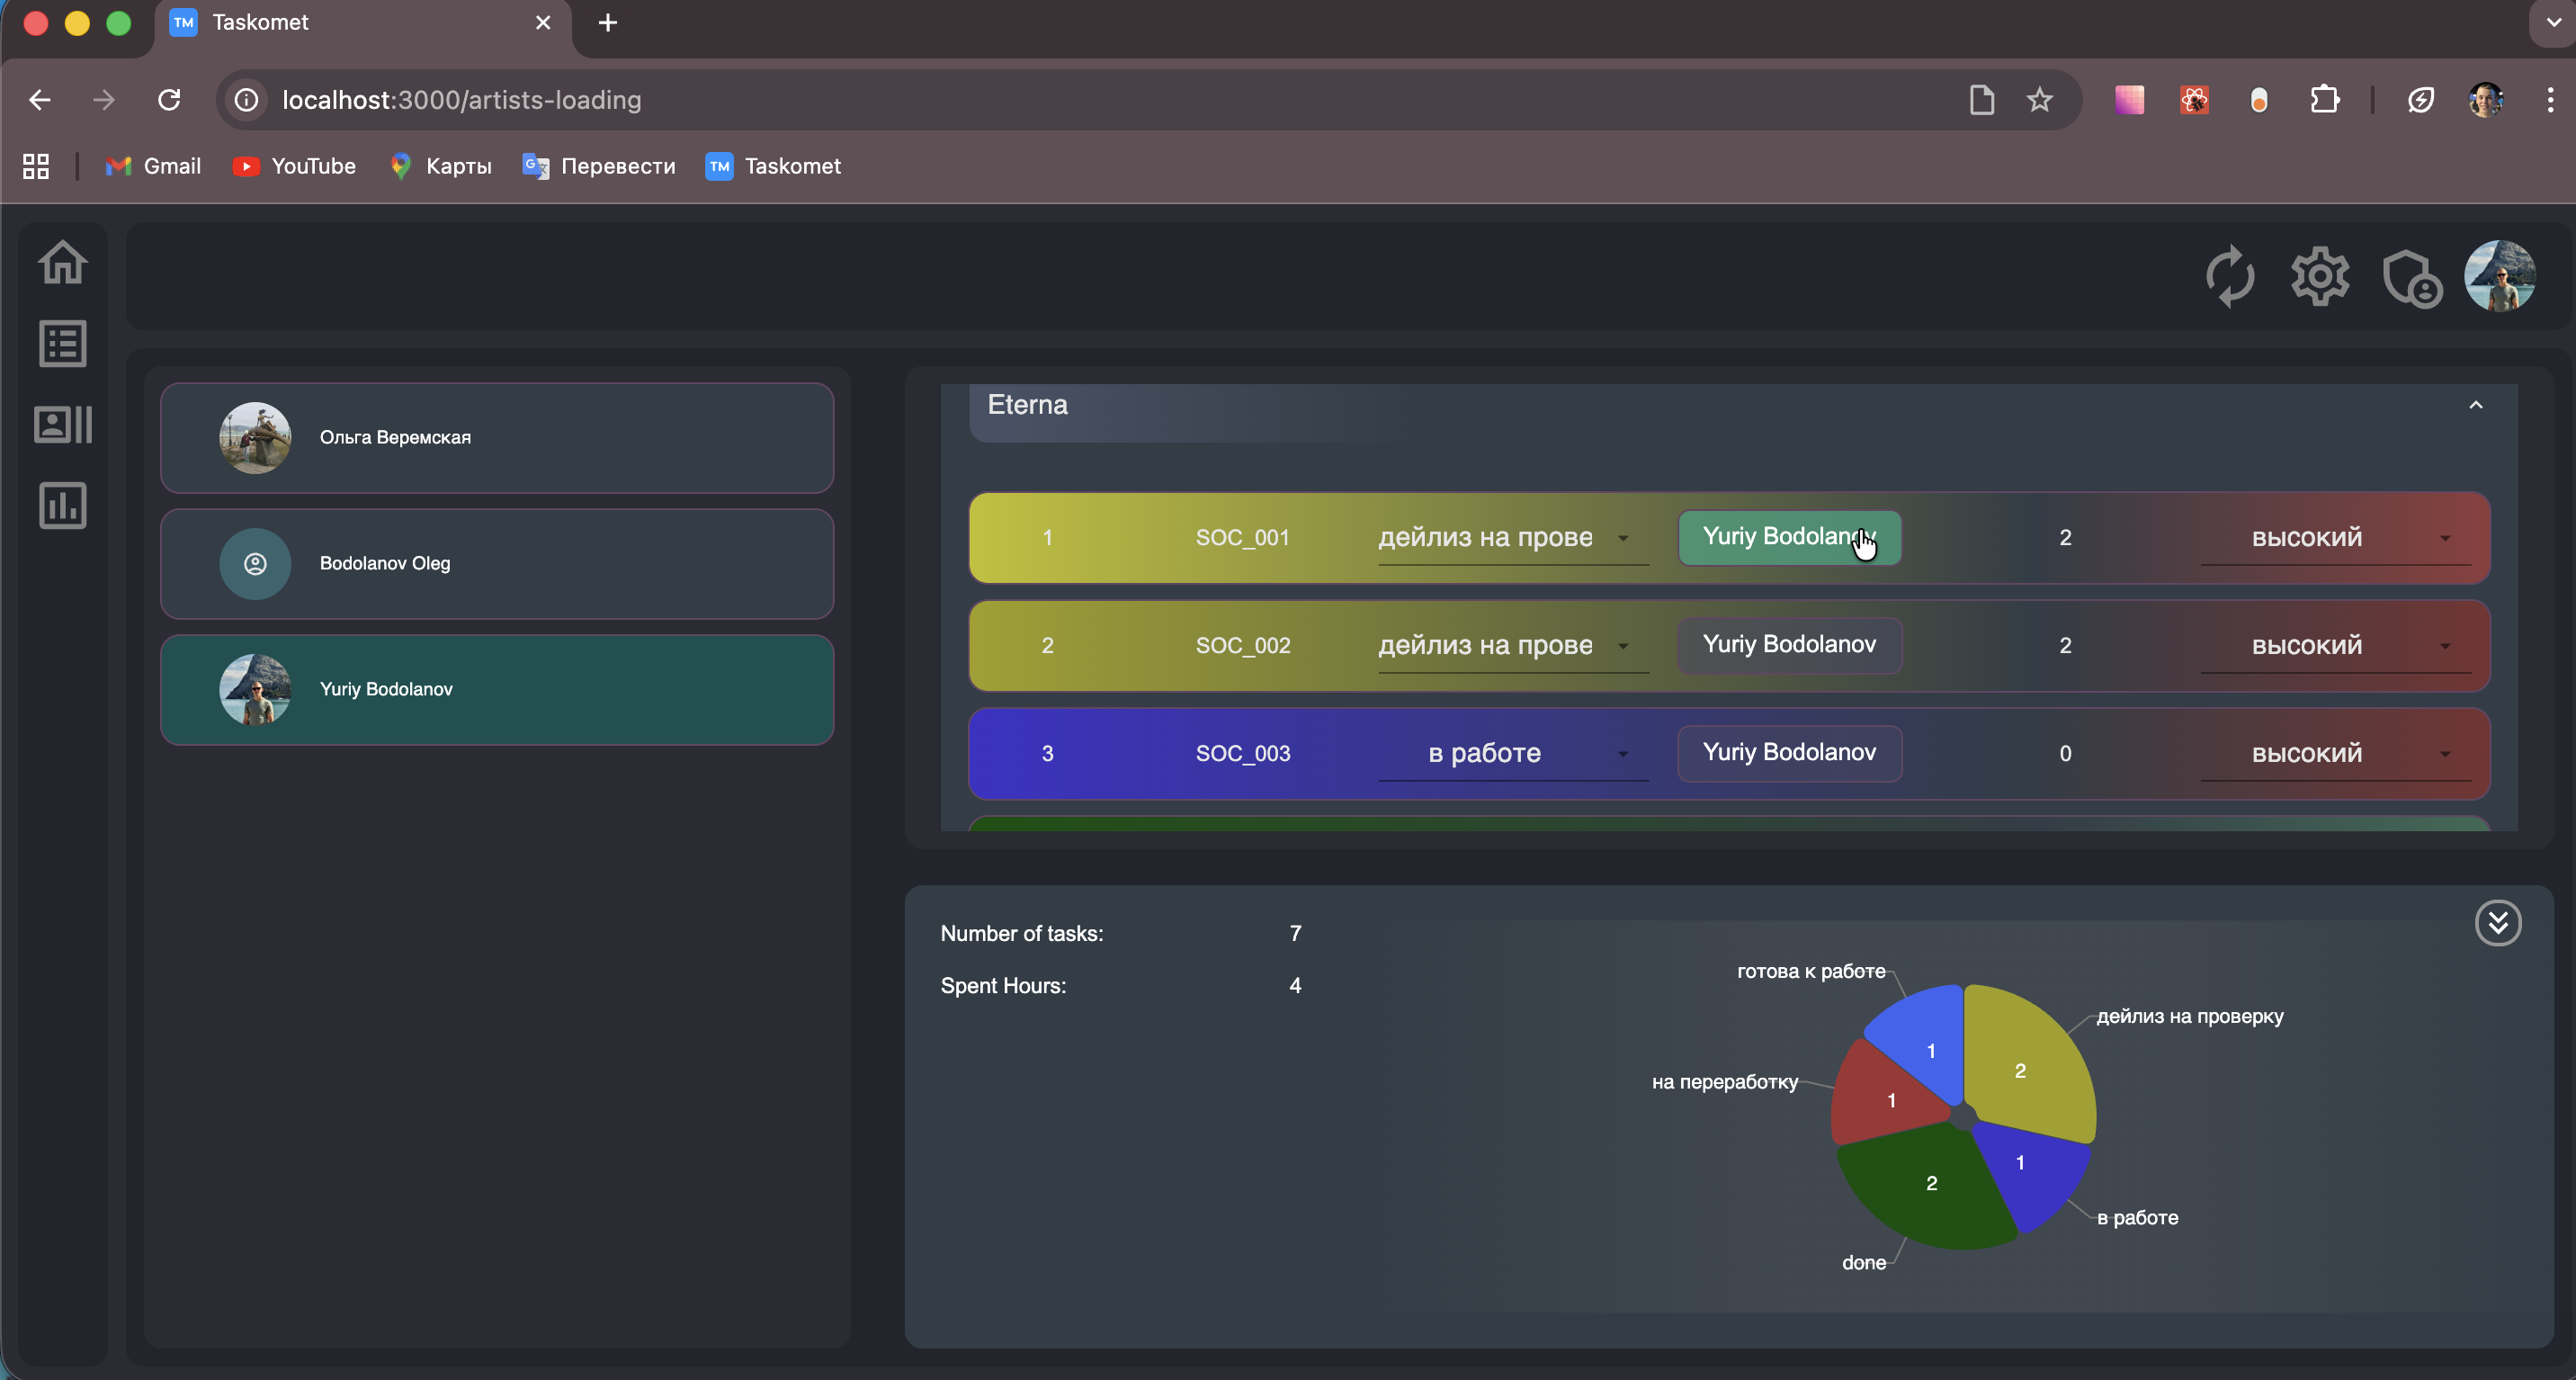 TM Taskomet
localhost:3000/artists-loading
Gmail YouTube Карты Перевести TM Taskomet
Ольга Веремская
Bodolanov Oleg
Yuriy Bodolanov
Eterna
1 SOC_001 дейлиз на прове Yuriy Bodolanov 2 высокий
2 SOC_002 дейлиз на прове Yuriy Bodolanov 2 высокий
3 SOC_003 в работе Yuriy Bodolanov 0 высокий
Number of tasks: 7
Spent Hours: 4
готова к работе
дейлиз на проверку
1
2
на переработку
1
1
2
в работе
done